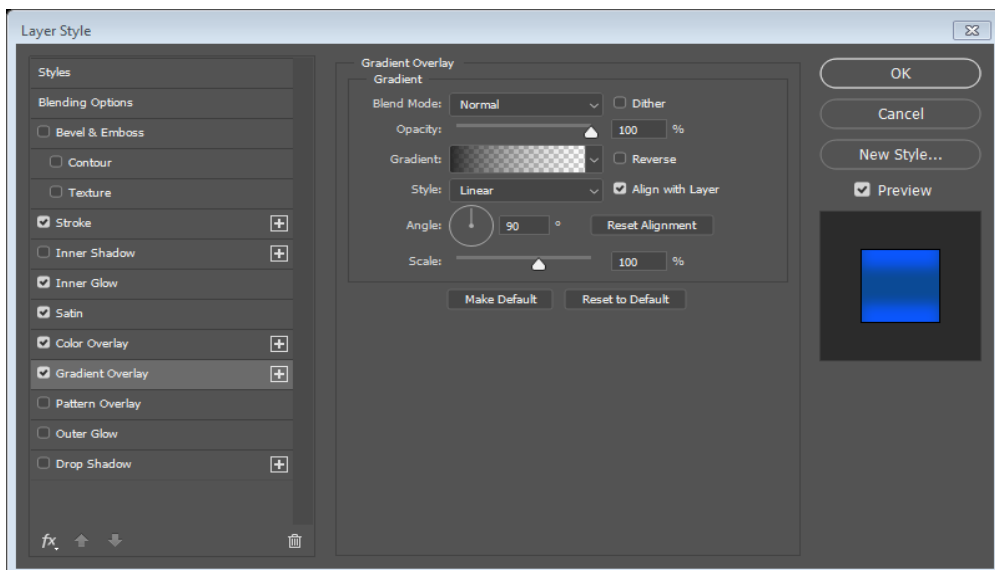 Layer Style
Styles
Blending Options
Bevel & Emboss
Contour
Texture
Stroke
Inner Shadow
Inner Glow
Satin
Color Overlay
Gradient Overlay
Pattern Overlay
Outer Glow
Drop Shadow
fx
Gradient Overlay
Gradient
Blend Mode: Normal Dither
Opacity: 100 %
Gradient: Reverse
Style: Linear Align with Layer
Angle: 90 ° Reset Alignment
Scale: 100 %
Make Default Reset to Default
OK
Cancel
New Style...
Preview